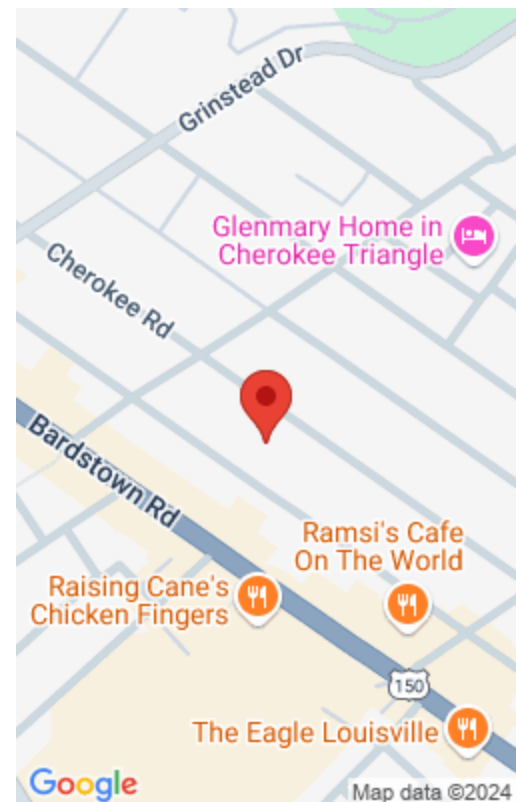 Grinstead Dr
Glenmary Home in
Cherokee Triangle
Cherokee Rd
Bardstown Rd
Ramsi's Cafe
On The World
Raising Cane's
Chicken Fingers
150
The Eagle Louisville
Google
Map data ©2024